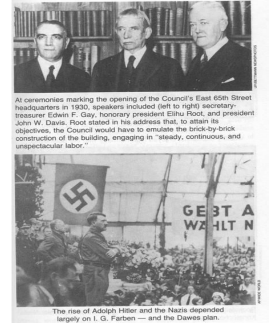 At ceremonies marking the opening of the Council's East 65th Street
headquarters in 1930, speakers included (left to right) secretary-
treasurer Edwin F. Gay, honorary president Elihu Root, and president
John W. Davis. Root stated in his address that, to attain its
objectives, the Council would have to emulate the brick-by-brick
construction of the building, engaging in "steady, continuous, and
unspectacular labor."
GEBT A
WÄHLT N
The rise of Adolph Hitler and the Nazis depended
largely on I. G. Farben — and the Dawes plan.